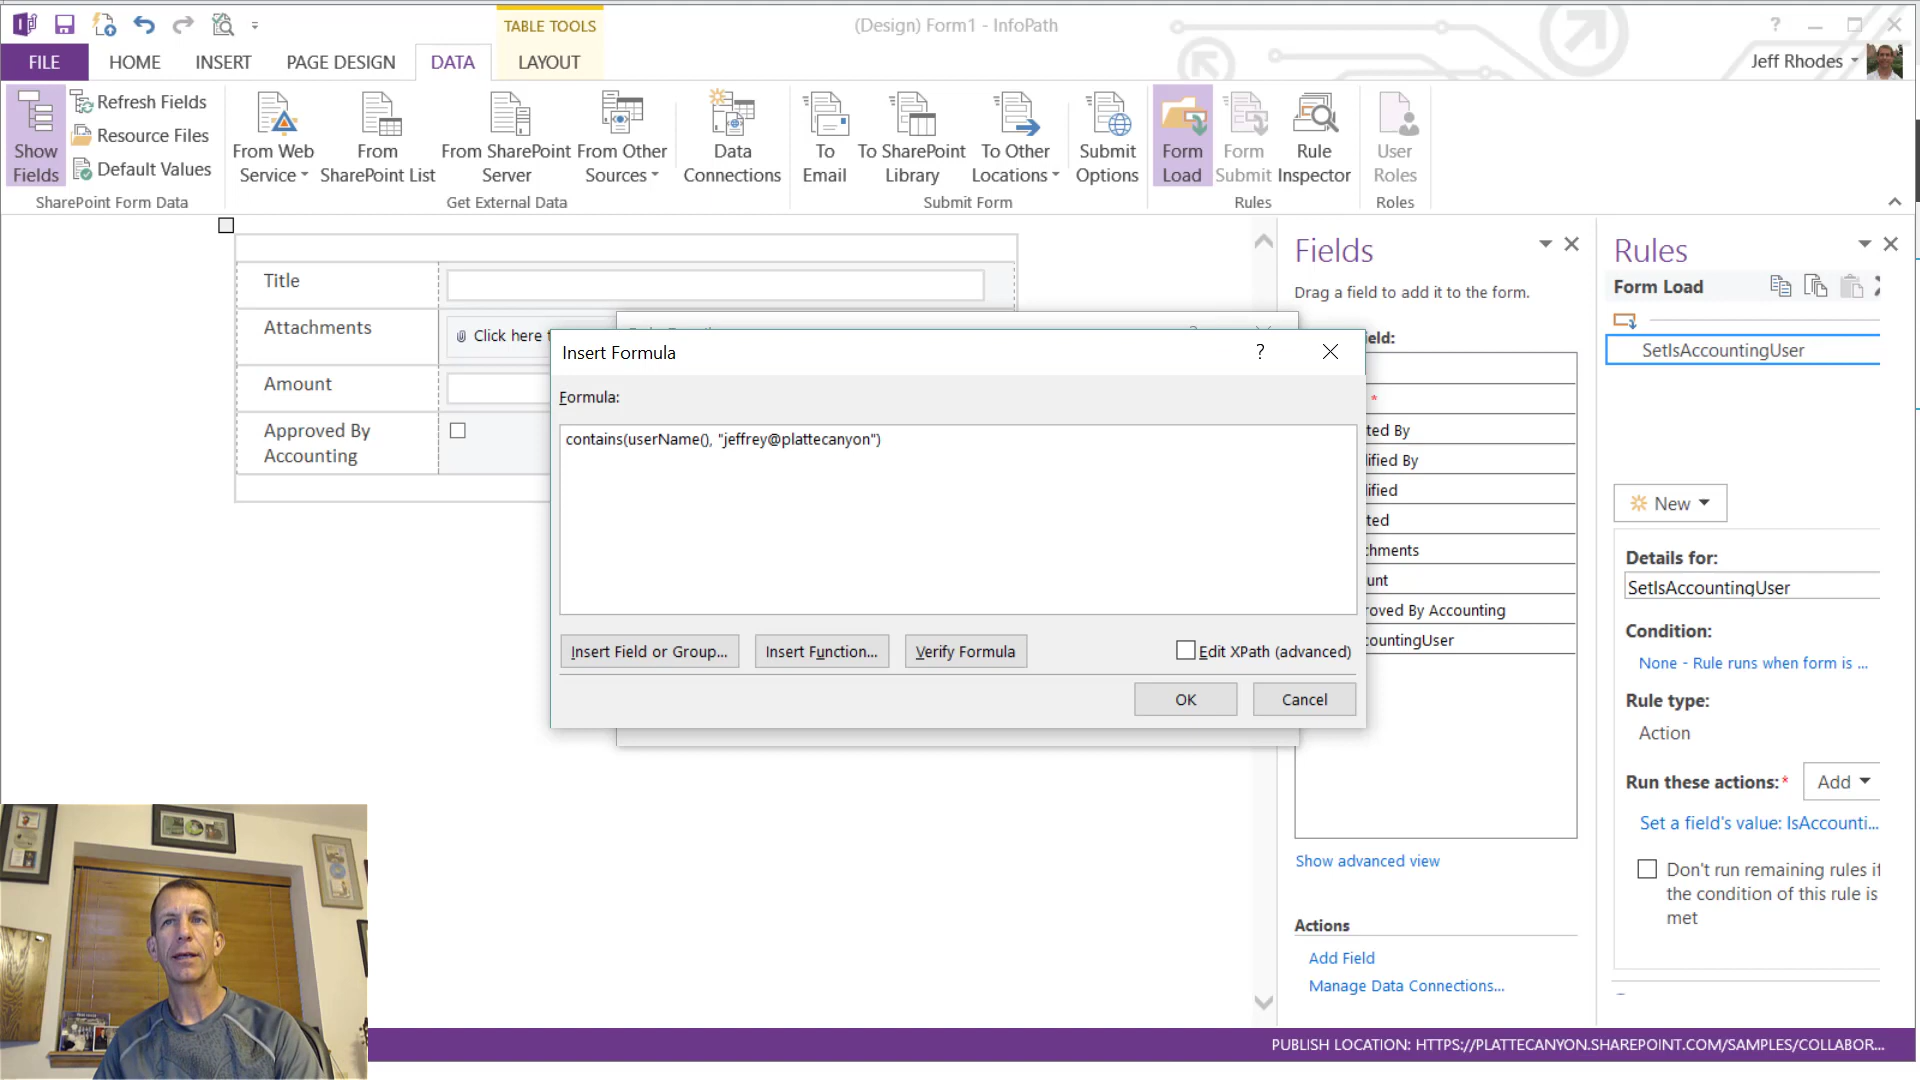 TABLE TOOLS
(Design) Form1 - InfoPath
?
FILE
HOME
INSERT
PAGE DESIGN
DATA
LAYOUT
Jeff Rhodes
Show Fields
Refresh Fields
Resource Files
Default Values
From Web Service
From SharePoint List
From SharePoint Server
From Other Sources
Data Connections
To Email
To SharePoint Library
To Other Locations
Submit Options
Form Load
Form Submit
Rule Inspector
User Roles
SharePoint Form Data
Get External Data
Submit Form
Rules
Roles
Title
Attachments
Click here t
Amount
Approved By
Accounting
Insert Formula
?
Formula:
contains(userName(), "jeffrey@plattecanyon")
Insert Field or Group...
Insert Function...
Verify Formula
Edit XPath (advanced)
OK
Cancel
Fields
Drag a field to add it to the form.
eld:
*
ted By
ified By
ified
ted
hments
unt
roved By Accounting
countingUser
Show advanced view
Actions
Add Field
Manage Data Connections...
Rules
Form Load
SetIsAccountingUser
New
Details for:
SetIsAccountingUser
Condition:
None - Rule runs when form is ...
Rule type:
Action
Run these actions:*
Add
Set a field's value: IsAccounti...
Don't run remaining rules if
the condition of this rule is
met
PUBLISH LOCATION: HTTPS://PLATTECANYON.SHAREPOINT.COM/SAMPLES/COLLABOR...